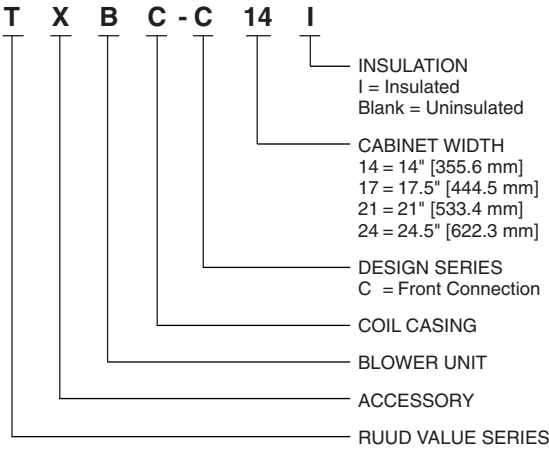 T X B C - C 14 I
INSULATION
I = Insulated
Blank = Uninsulated
CABINET WIDTH
14 = 14" [355.6 mm]
17 = 17.5" [444.5 mm]
21 = 21" [533.4 mm]
24 = 24.5" [622.3 mm]
DESIGN SERIES
C = Front Connection
COIL CASING
BLOWER UNIT
ACCESSORY
RUUD VALUE SERIES